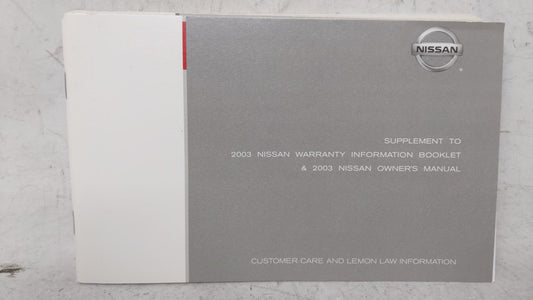 NISSAN
SUPPLEMENT TO
2003 NISSAN WARRANTY INFORMATION BOOKLET
& 2003 NISSAN OWNER'S MANUAL
CUSTOMER CARE AND LEMON LAW INFORMATION